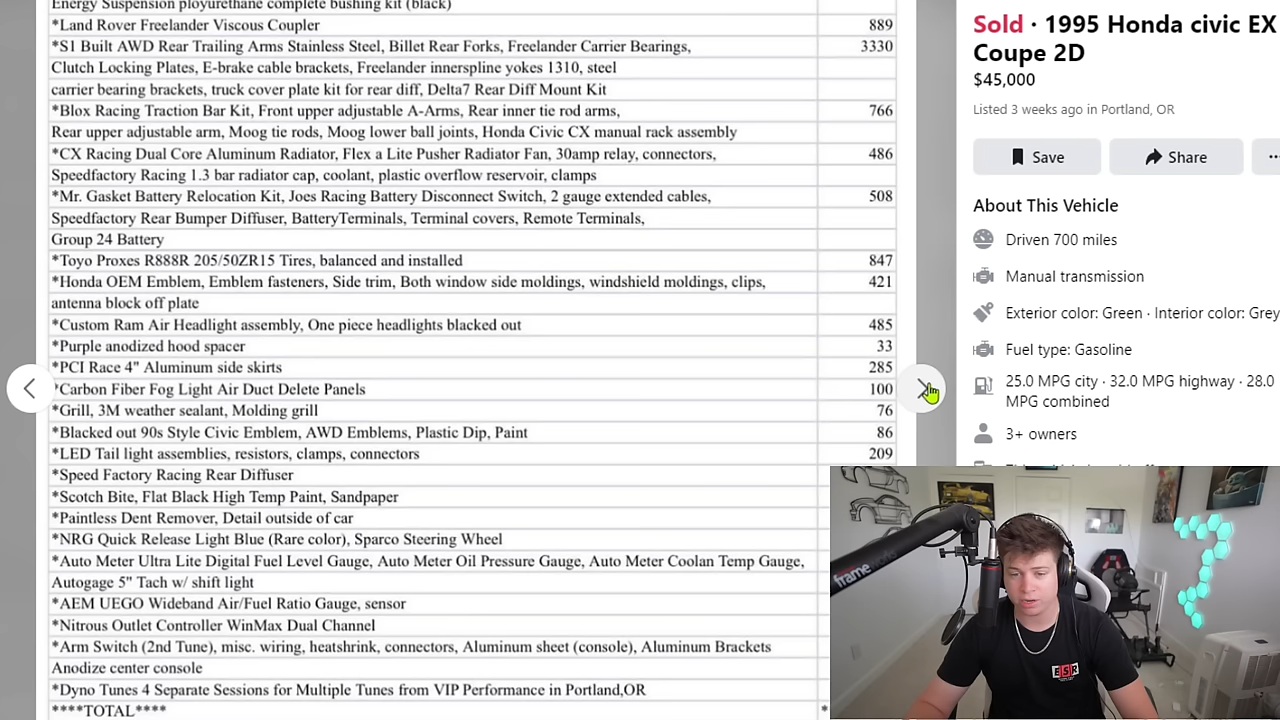 Energy Suspension ployurethane complete bushing kit (black)
*Land Rover Freelander Viscous Coupler 889
*S1 Built AWD Rear Trailing Arms Stainless Steel, Billet Rear Forks, Freelander Carrier Bearings, 3330
Clutch Locking Plates, E-brake cable brackets, Freelander innerspline yokes 1310, steel
carrier bearing brackets, truck cover plate kit for rear diff, Delta7 Rear Diff Mount Kit
*Blox Racing Traction Bar Kit, Front upper adjustable A-Arms, Rear inner tie rod arms, 766
Rear upper adjustable arm, Moog tie rods, Moog lower ball joints, Honda Civic CX manual rack assembly
*CX Racing Dual Core Aluminum Radiator, Flex a Lite Pusher Radiator Fan, 30amp relay, connectors, 486
Speedfactory Racing 1.3 bar radiator cap, coolant, plastic overflow reservoir, clamps
*Mr. Gasket Battery Relocation Kit, Joes Racing Battery Disconnect Switch, 2 gauge extended cables, 508
Speedfactory Rear Bumper Diffuser, BatteryTerminals, Terminal covers, Remote Terminals,
Group 24 Battery
*Toyo Proxes R888R 205/50ZR15 Tires, balanced and installed 847
*Honda OEM Emblem, Emblem fasteners, Side trim, Both window side moldings, windshield moldings, clips, 421
antenna block off plate
*Custom Ram Air Headlight assembly, One piece headlights blacked out 485
*Purple anodized hood spacer 33
*PCI Race 4" Aluminum side skirts 285
*Carbon Fiber Fog Light Air Duct Delete Panels 100
*Grill, 3M weather sealant, Molding grill 76
*Blacked out 90s Style Civic Emblem, AWD Emblems, Plastic Dip, Paint 86
*LED Tail light assemblies, resistors, clamps, connectors 209
*Speed Factory Racing Rear Diffuser
*Scotch Bite, Flat Black High Temp Paint, Sandpaper
*Paintless Dent Remover, Detail outside of car
*NRG Quick Release Light Blue (Rare color), Sparco Steering Wheel
*Auto Meter Ultra Lite Digital Fuel Level Gauge, Auto Meter Oil Pressure Gauge, Auto Meter Coolan Temp Gauge,
Autogage 5" Tach w/ shift light
*AEM UEGO Wideband Air/Fuel Ratio Gauge, sensor
*Nitrous Outlet Controller WinMax Dual Channel
*Arm Switch (2nd Tune), misc. wiring, heatshrink, connectors, Aluminum sheet (console), Aluminum Brackets
Anodize center console
*Dyno Tunes 4 Separate Sessions for Multiple Tunes from VIP Performance in Portland,OR
****TOTAL**** *
Sold · 1995 Honda civic EX
Coupe 2D
$45,000
Listed 3 weeks ago in Portland, OR
Save Share
About This Vehicle
Driven 700 miles
Manual transmission
Exterior color: Green · Interior color: Grey
Fuel type: Gasoline
25.0 MPG city · 32.0 MPG highway · 28.0
MPG combined
3+ owners
frameworks
ESR